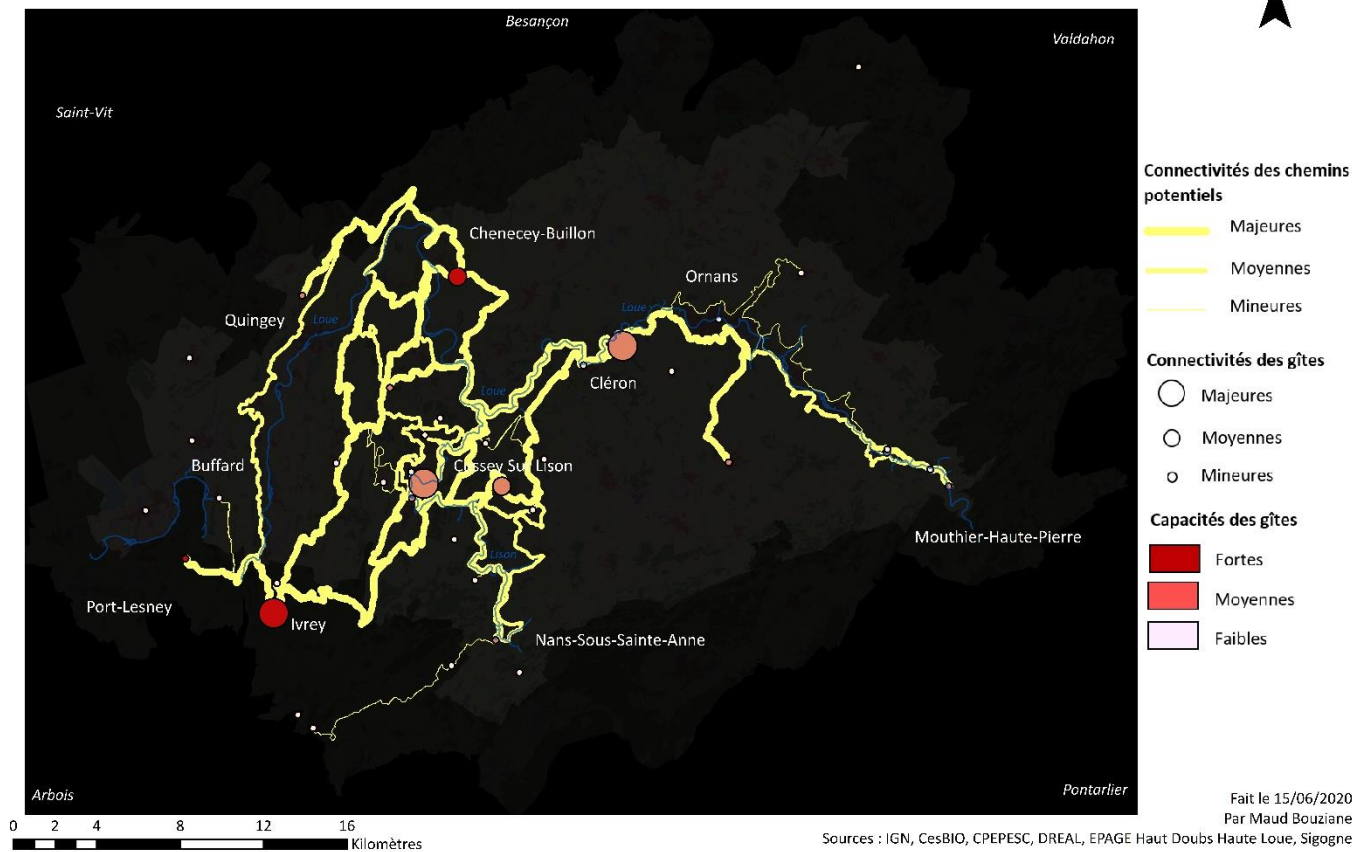 Besançon
Valdahon
Saint-Vit
Chenecey-Buillon
Ornans
Quingey
Loue
Loue
Loue
Cléron
Buffard
Cussey Sur Lison
Mouthier-Haute-Pierre
Lison
Port-Lesney
Ivrey
Nans-Sous-Sainte-Anne
Arbois
Pontarlier
Connectivités des chemins
potentiels
Majeures
Moyennes
Mineures
Connectivités des gîtes
Majeures
Moyennes
Mineures
Capacités des gîtes
Fortes
Moyennes
Faibles
0 2 4 8 12 16
Kilomètres
Fait le 15/06/2020
Par Maud Bouziane
Sources : IGN, CesBIO, CPEPESC, DREAL, EPAGE Haut Doubs Haute Loue, Sigogne